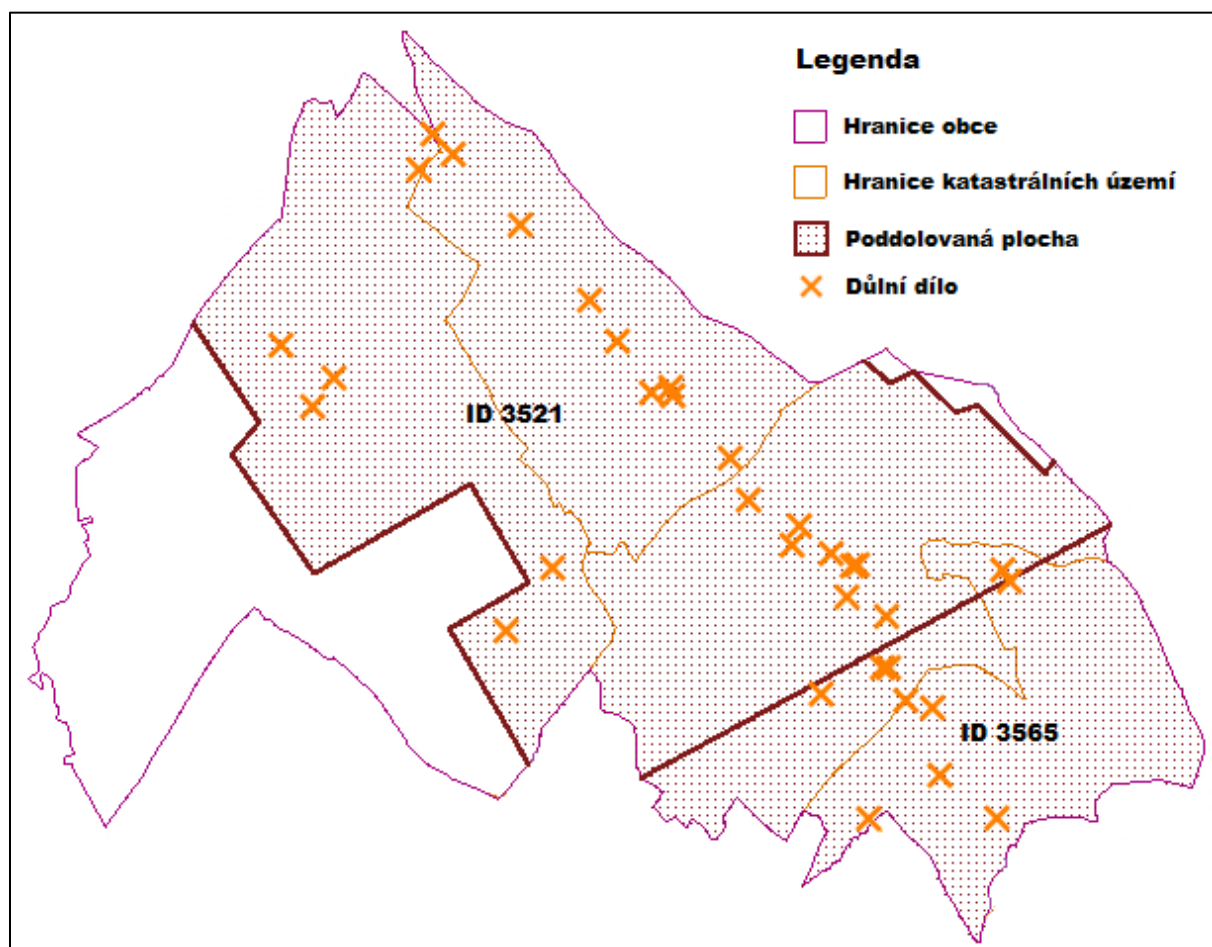 Legenda
Hranice obce
Hranice katastrálních území
Poddolovaná plocha
Důlní dílo
ID 3521
ID 3565